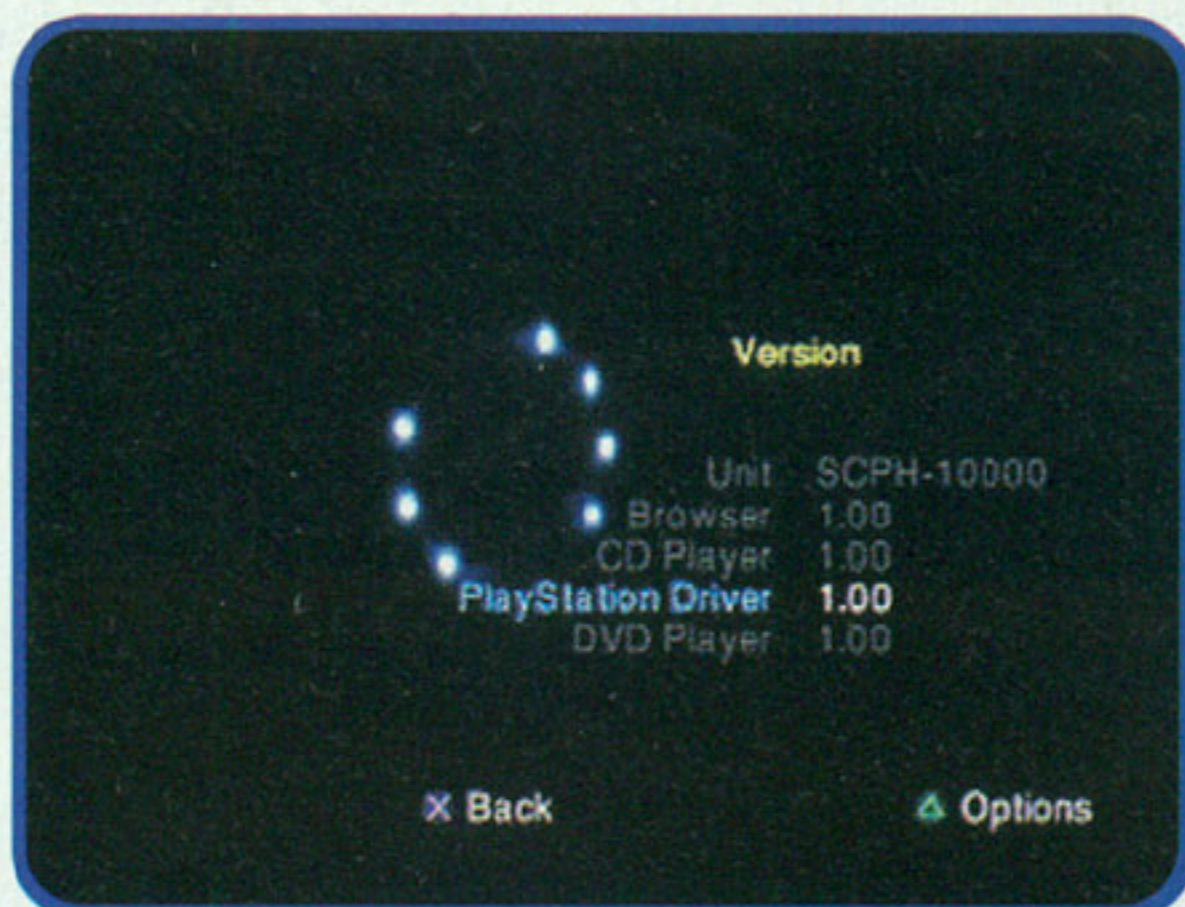 Version
Unit SCPH-10000
Browser 1.00
CD Player 1.00
PlayStation Driver 1.00
DVD Player 1.00
X Back
△ Options